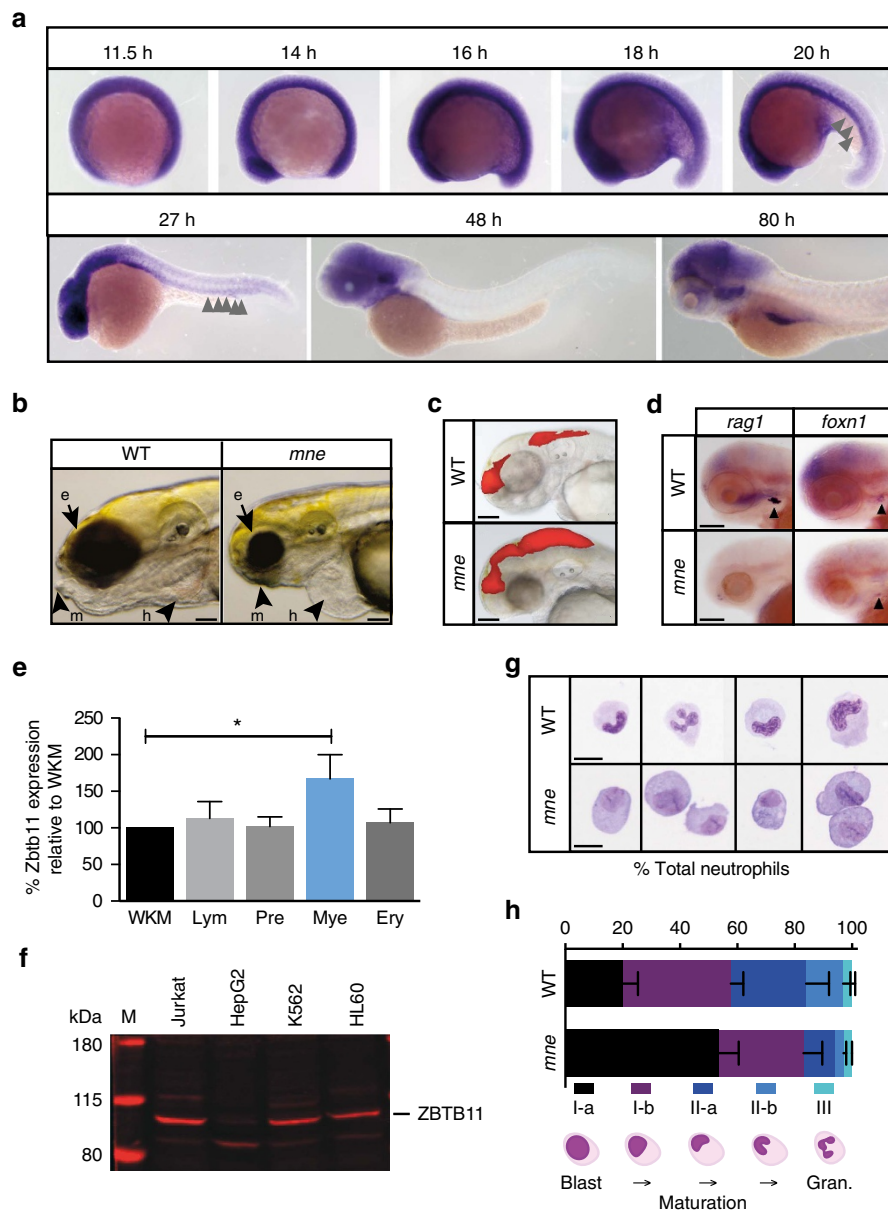 a
11.5 h 14 h 16 h 18 h 20 h
27 h 48 h 80 h
b
WT mne
e e
m h m h
c
WT
mne
d
rag1 foxn1
WT
mne
e
% Zbtb11 expression
relative to WKM
250
200
150
100
50
0
*
WKM Lym Pre Mye Ery
f
kDa M Jurkat HepG2 K562 HL60
180
115
80
ZBTB11
g
WT
mne
h
% Total neutrophils
0 20 40 60 80 100
WT
mne
I-a I-b II-a II-b III
Blast → → → Gran.
Maturation